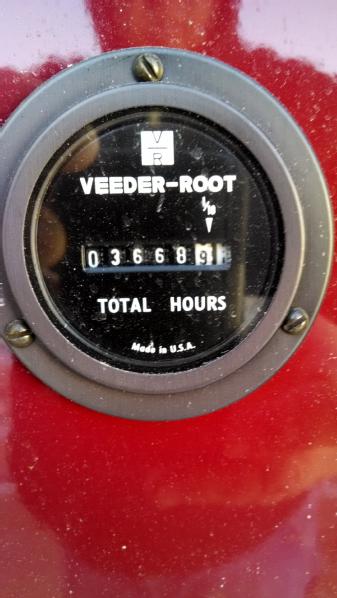 V
R
VEEDER-ROOT
1/10
036689
TOTAL HOURS
Made in U.S.A.